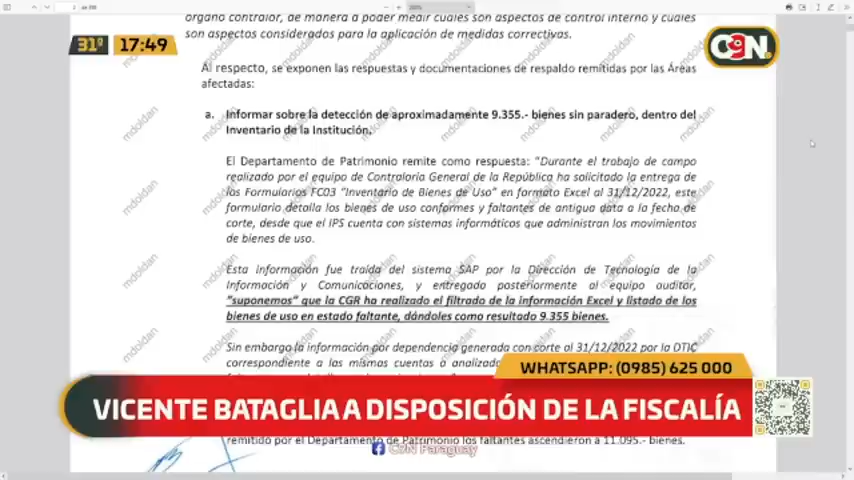 órgano contralor, de manera a poder medir cuáles son aspectos de control interno y cuáles
son aspectos considerados para la aplicación de medidas correctivas.
31º 17:49
C9N
Al respecto, se exponen las respuestas y documentaciones de respaldo remitidas por las Áreas
afectadas:
a. Informar sobre la detección de aproximadamente 9.355.- bienes sin paradero, dentro del
Inventario de la Institución.
El Departamento de Patrimonio remite como respuesta: "Durante el trabajo de campo
realizado por el equipo de Contraloría General de la República ha solicitado la entrega de
los Formularios FC03 "Inventario de Bienes de Uso" en formato Excel al 31/12/2022, este
formulario detalla los bienes de uso conformes y faltantes de antigua data a la fecha de
corte, desde que el IPS cuenta con sistemas informáticos que administran los movimientos
de bienes de uso.
Esta información fue traída del sistema SAP por la Dirección de Tecnología de la
Información y Comunicaciones, y entregado posteriormente al equipo auditor,
"suponemos" que la CGR ha realizado el filtrado de la información Excel y listado de los
bienes de uso en estado faltante, dándoles como resultado 9.355 bienes.
Sin embargo la información por dependencia generada con corte al 31/12/2022 por la DTIC
correspondiente a las mismas cuentas a analizada
WHATSAPP: (0985) 625 000
VICENTE BATAGLIA A DISPOSICIÓN DE LA FISCALÍA
remitido por el Departamento de Patrimonio los faltantes ascendieron a 11.095.- bienes.
C9N Paraguay
mdoldan